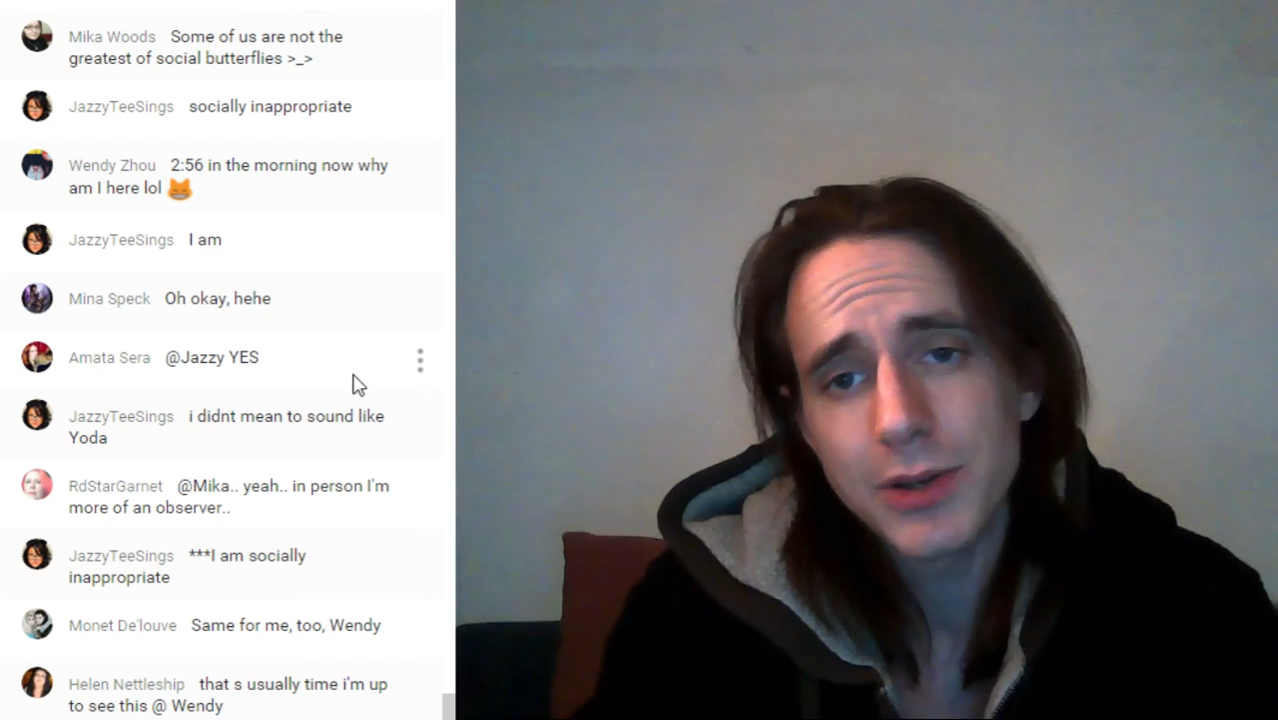 Mika Woods Some of us are not the
greatest of social butterflies >_>
JazzyTeeSings socially inappropriate
Wendy Zhou 2:56 in the morning now why
am I here lol
JazzyTeeSings I am
Mina Speck Oh okay, hehe
Amata Sera @Jazzy YES
JazzyTeeSings i didnt mean to sound like
Yoda
RdStarGarnet @Mika.. yeah.. in person I'm
more of an observer..
JazzyTeeSings ***I am socially
inappropriate
Monet De'louve Same for me, too, Wendy
Helen Nettleship that s usually time i'm up
to see this @ Wendy